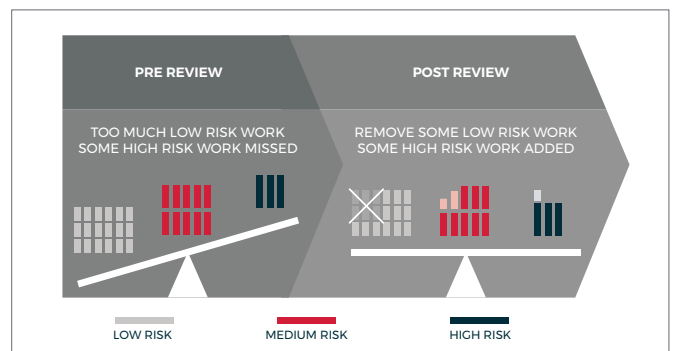 PRE REVIEW
POST REVIEW
TOO MUCH LOW RISK WORK
SOME HIGH RISK WORK MISSED
REMOVE SOME LOW RISK WORK
SOME HIGH RISK WORK ADDED
LOW RISK
MEDIUM RISK
HIGH RISK